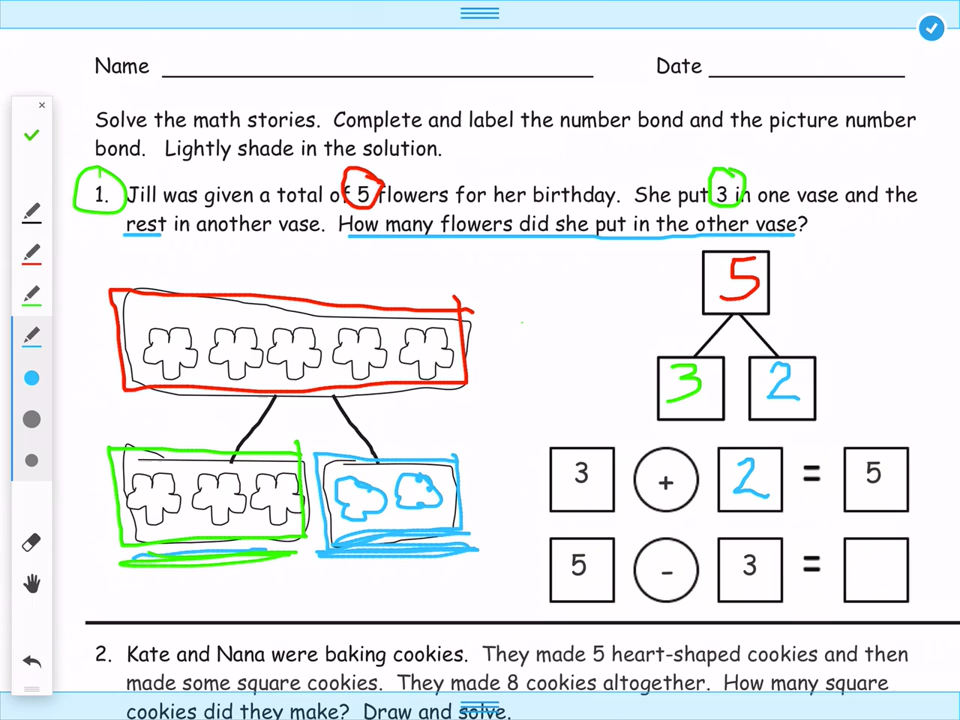 Name Date
Solve the math stories. Complete and label the number bond and the picture number
bond. Lightly shade in the solution.
1. Jill was given a total of 5 flowers for her birthday. She put 3 in one vase and the
rest in another vase. How many flowers did she put in the other vase?
5
3 2
3 + 2 = 5
5 - 3 =
2. Kate and Nana were baking cookies. They made 5 heart-shaped cookies and then
made some square cookies. They made 8 cookies altogether. How many square
cookies did they make? Draw and solve.